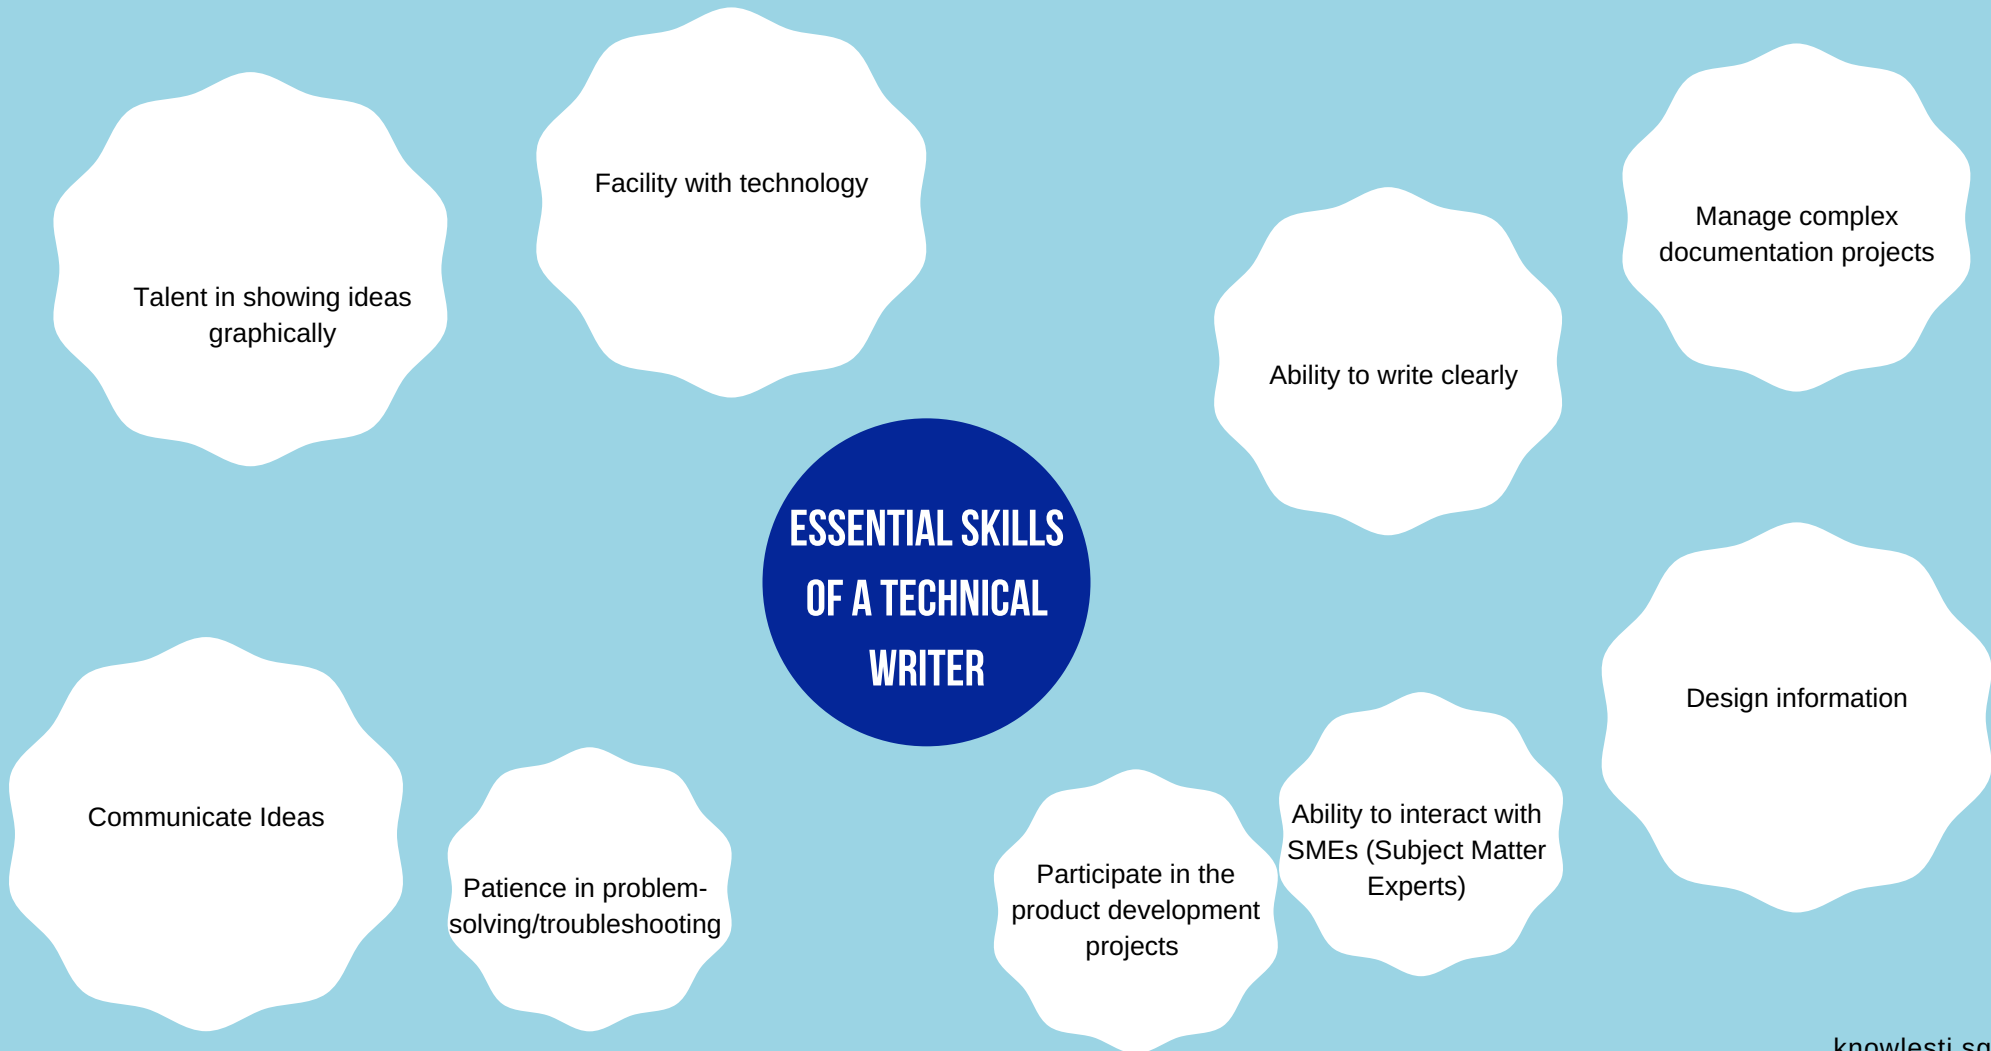 Facility with technology
Talent in showing ideas
graphically
Ability to write clearly
Manage complex
documentation projects
ESSENTIAL SKILLS
OF A TECHNICAL
WRITER
Communicate Ideas
Patience in problem-
solving/troubleshooting
Participate in the
product development
projects
Ability to interact with
SMEs (Subject Matter
Experts)
Design information
knowlesti.sg